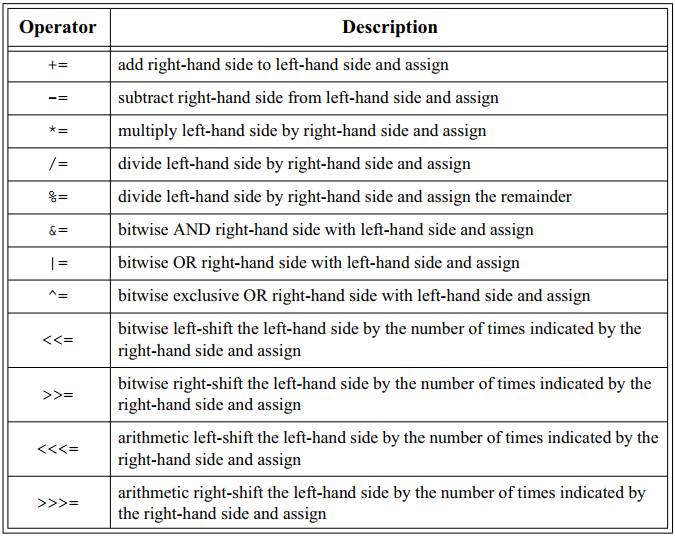 Operator Description
+= add right-hand side to left-hand side and assign
-= subtract right-hand side from left-hand side and assign
*= multiply left-hand side by right-hand side and assign
/= divide left-hand side by right-hand side and assign
%= divide left-hand side by right-hand side and assign the remainder
&= bitwise AND right-hand side with left-hand side and assign
|= bitwise OR right-hand side with left-hand side and assign
^= bitwise exclusive OR right-hand side with left-hand side and assign
<<= bitwise left-shift the left-hand side by the number of times indicated by the
right-hand side and assign
>>= bitwise right-shift the left-hand side by the number of times indicated by the
right-hand side and assign
<<<= arithmetic left-shift the left-hand side by the number of times indicated by the
right-hand side and assign
>>>= arithmetic right-shift the left-hand side by the number of times indicated by
the right-hand side and assign